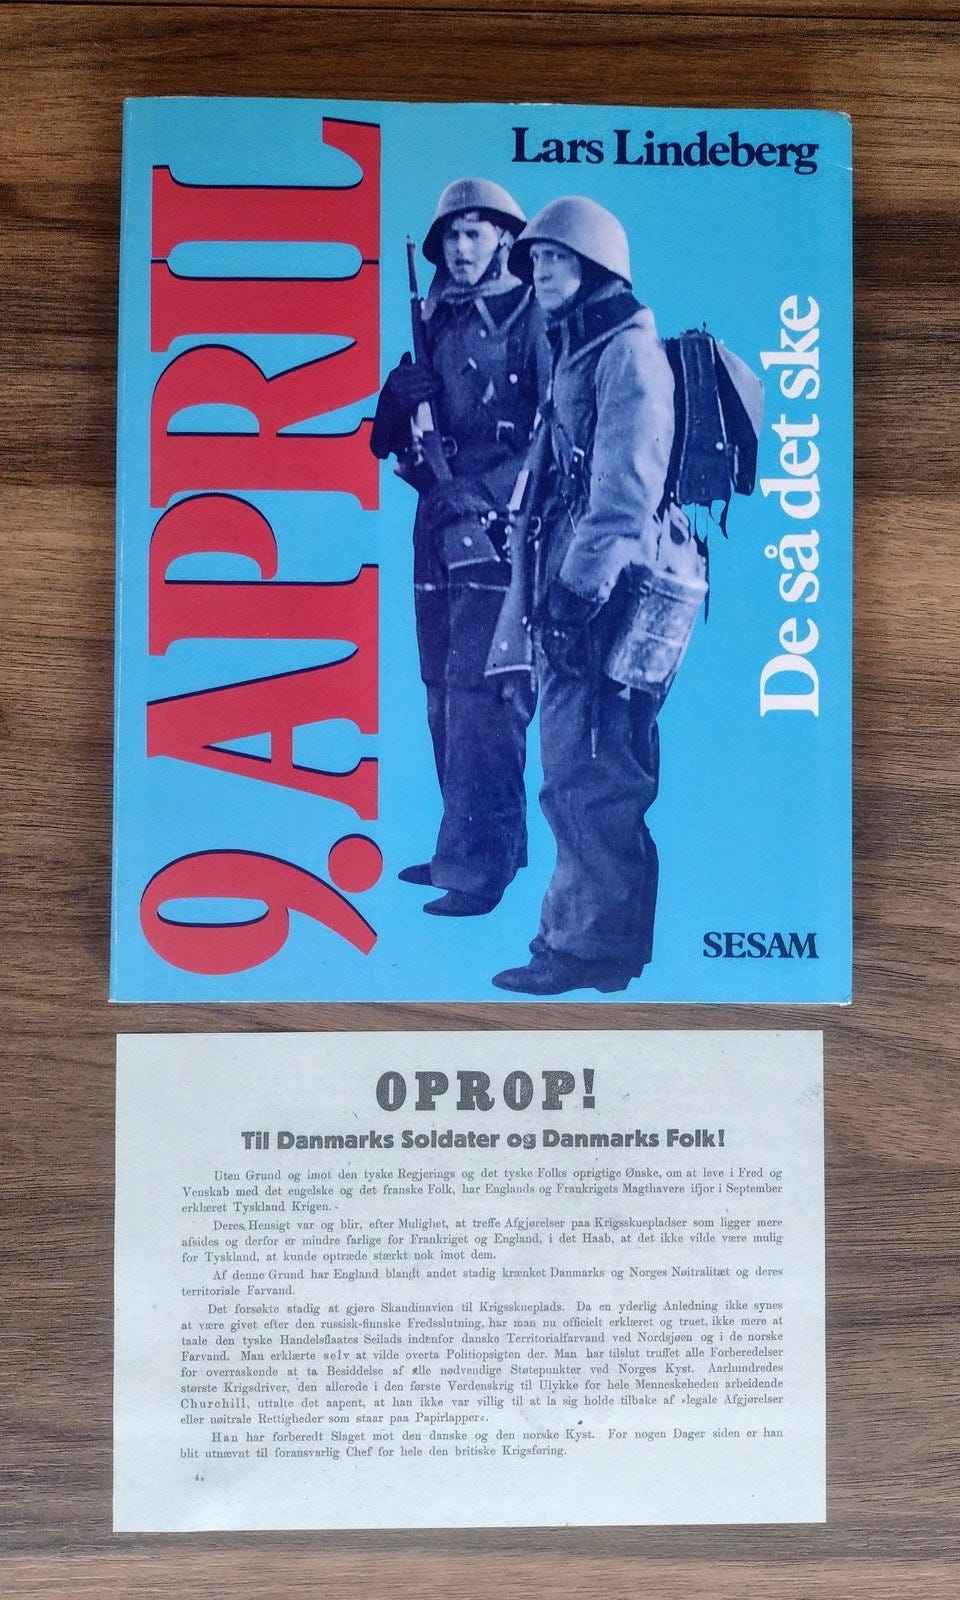 Lars Lindeberg
9. APRIL
De så det ske
SESAM
OPROP!
Til Danmarks Soldater og Danmarks Folk!
Uten Grund og imot den tyske Regjerings og det tyske Folks oprigtige Ønske, om at leve i Fred og
Venskab med det engelske og det franske Folk, har Englands og Frankrigets Magthavere ifjor i September
erklæret Tyskland Krigen.
Deres Hensigt var og blir, efter Mulighet, at treffe Afgjørelser paa Krigsskuepladser som ligger mere
afsides og derfor er mindre farlige for Frankriget og England, i det Haab, at det ikke vilde være mulig
for Tyskland, at kunde optræde stærkt nok imot dem.
Af denne Grund har England blandt andet stadig krænket Danmarks og Norges Nøitralitæt og deres
territoriale Farvand.
Det forsøkte stadig at gjøre Skandinavien til Krigsskueplads. Da en yderlig Anledning ikke synes
at være givet efter den russisk-finnske Fredsslutning, har man nu officielt erklæret og truet, ikke mere at
taale den tyske Handelsflaates Seilads indenfor danske Territorialfarvand ved Nordsjøen og i de norske
Farvand. Man erklærte selv at vilde overta Politiopsigten der. Man har tilslut truffet alle Forberedelser
for overraskende at ta Besiddelse af alle nødvendige Støtepunkter ved Norges Kyst. Aarhundredes
største Krigsdriver, den allerede i den første Verdenskrig til Ulykke for hele Menneskeheden arbeidende
Churchill, uttalte det aapent, at han ikke var villig til at la sig holde tilbake af »legale Afgjørelser
eller nøitrale Rettigheder som staar paa Papirlapper«.
Han har forberedt Slaget mot den danske og den norske Kyst. For nogen Dager siden er han
blit utnævnt til foransvarlig Chef for hele den britiske Krigsføring.